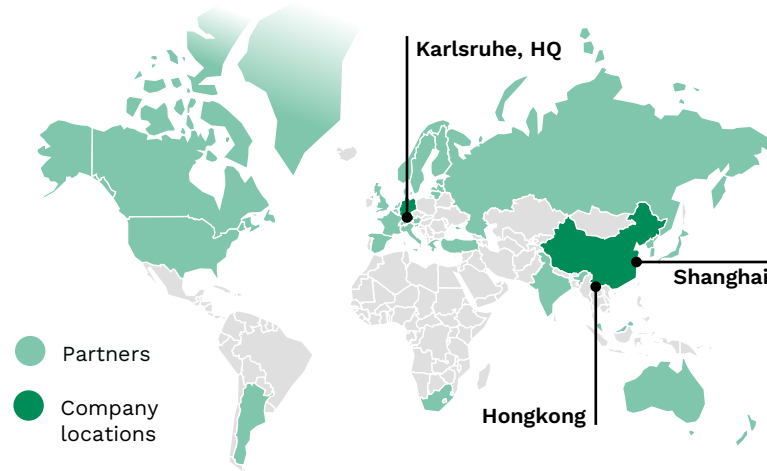 Karlsruhe, HQ
Shanghai
Partners
Company
locations
Hongkong